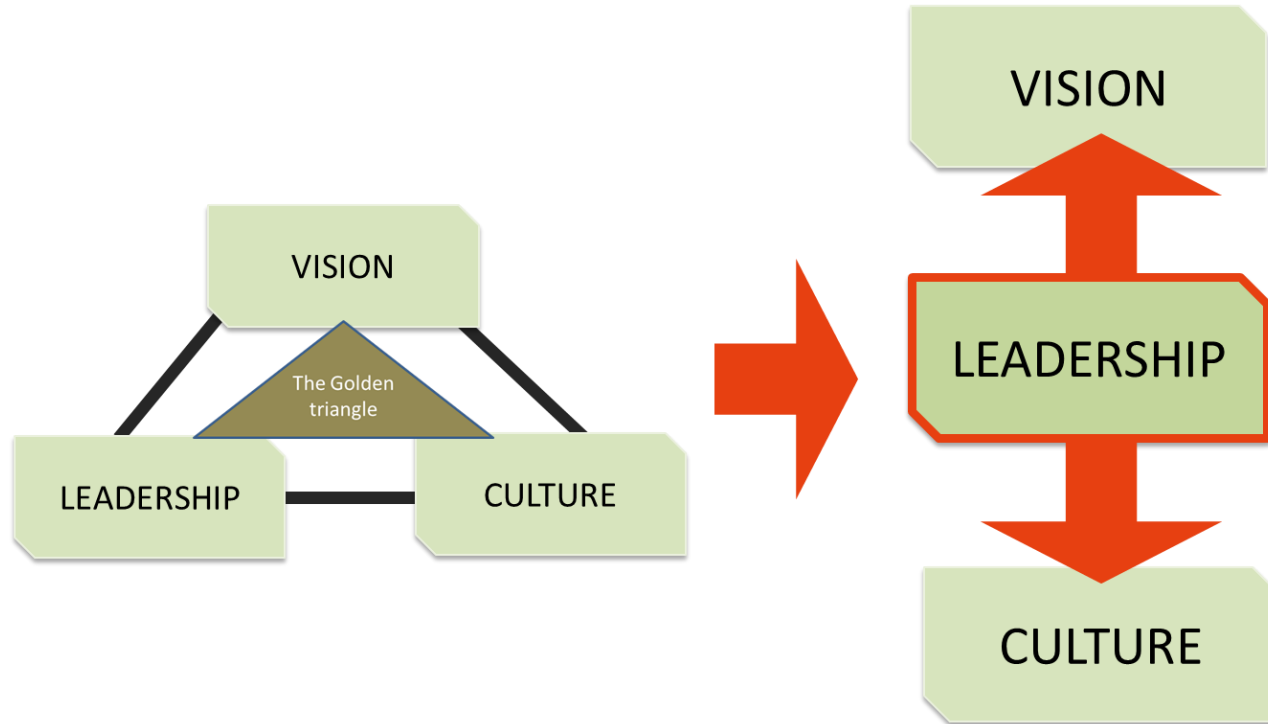 VISION
The Golden
triangle
LEADERSHIP
CULTURE
VISION
LEADERSHIP
CULTURE